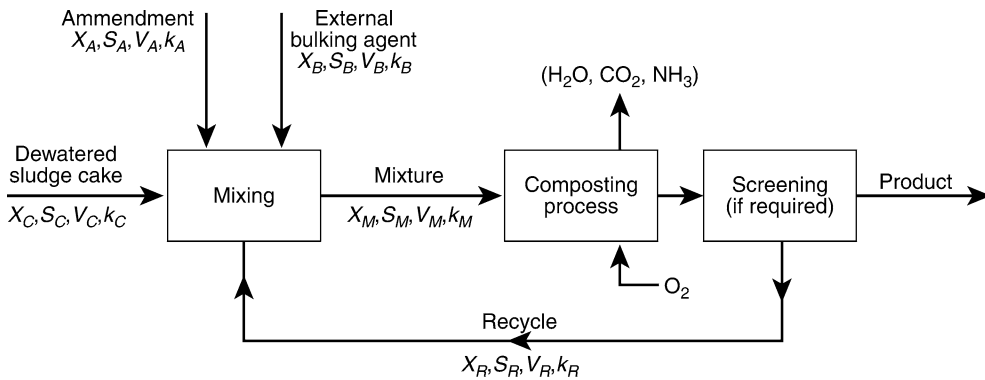 Ammendment
X_A,S_A,V_A,k_A
External
bulking agent
X_B,S_B,V_B,k_B
(H₂O, CO₂, NH₃)
Dewatered
sludge cake
X_C,S_C,V_C,k_C
Mixing
Mixture
X_M,S_M,V_M,k_M
Composting
process
Screening
(if required)
Product
O₂
Recycle
X_R,S_R,V_R,k_R